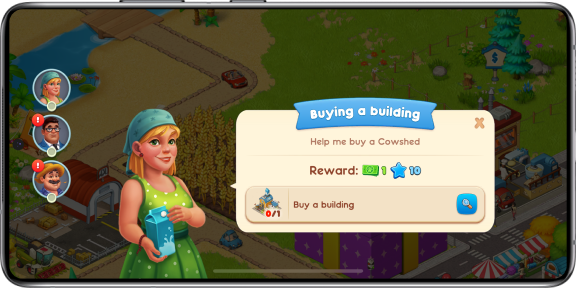 Buying a building
Help me buy a Cowshed
Reward: 1 10
0/1
Buy a building
!
!
$